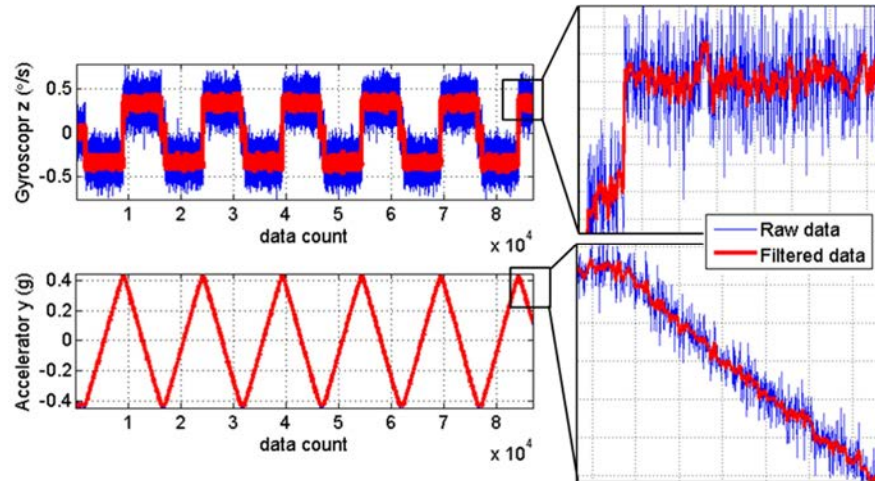 Gyroscopr z (°/s)
0.5
0
-0.5
1 2 3 4 5 6 7 8
data count
x 10⁴
Raw data
Filtered data
Accelerator y (g)
0.4
0.2
0
-0.2
-0.4
1 2 3 4 5 6 7 8
data count
x 10⁴